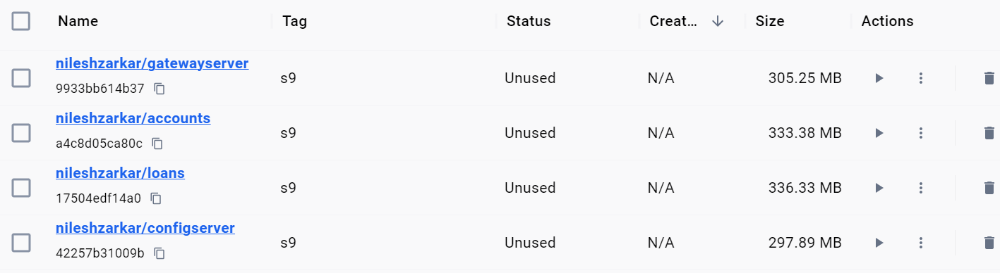 Name Tag Status Creat... Size Actions
nileshzarkar/gatewayserver
9933bb614b37 s9 Unused N/A 305.25 MB
nileshzarkar/accounts
a4c8d05ca80c s9 Unused N/A 333.38 MB
nileshzarkar/loans
17504edf14a0 s9 Unused N/A 336.33 MB
nileshzarkar/configserver
42257b31009b s9 Unused N/A 297.89 MB